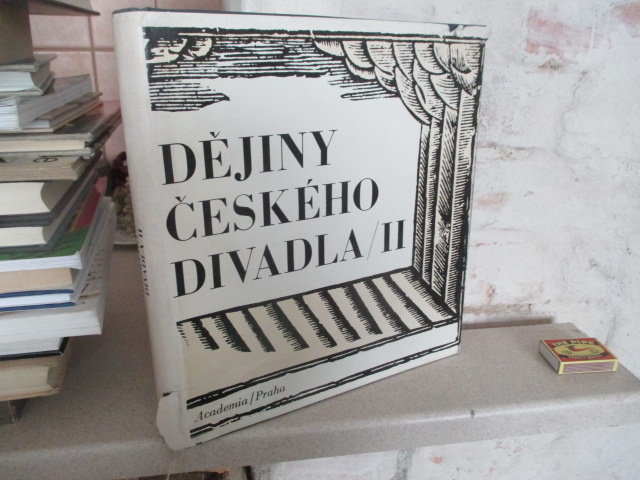 DĚJINY
ČESKÉHO
DIVADLA/II
Academia/Praha